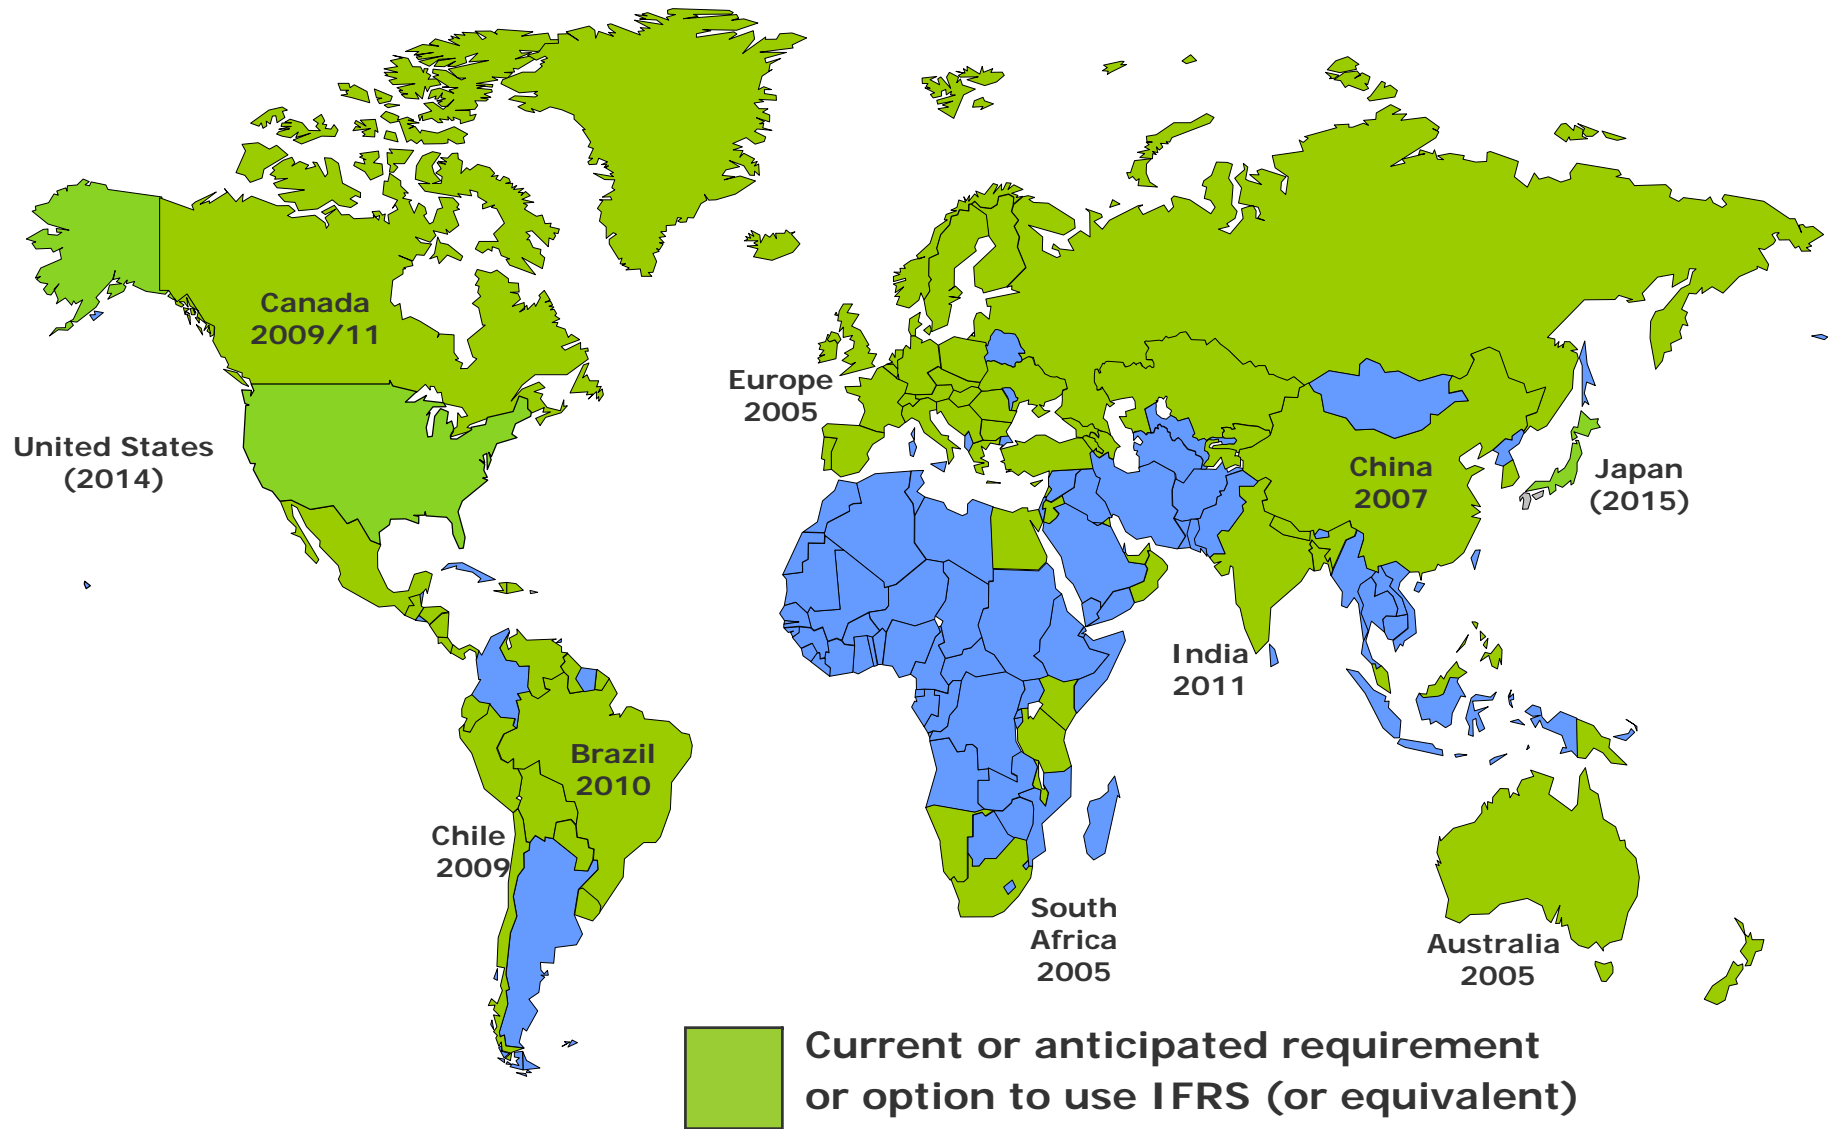 Canada
2009/11
Europe
2005
United States
(2014)
China
2007
Japan
(2015)
India
2011
Brazil
2010
Chile
2009
South
Africa
2005
Australia
2005
Current or anticipated requirement
or option to use IFRS (or equivalent)